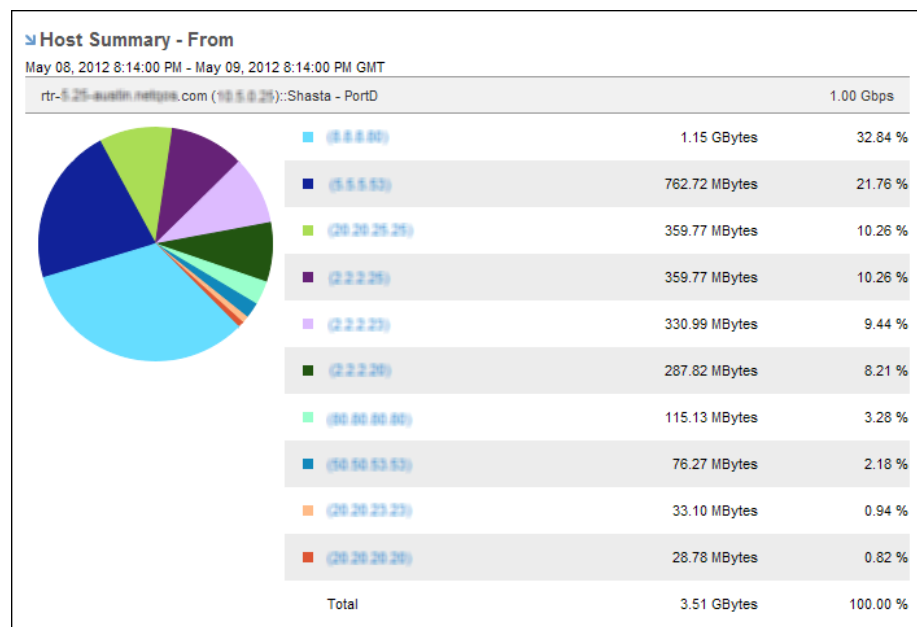 Host Summary - From
May 08, 2012 8:14:00 PM - May 09, 2012 8:14:00 PM GMT
rtr- .com ( )::Shasta - PortD 1.00 Gbps
1.15 GBytes 32.84 %
762.72 MBytes 21.76 %
359.77 MBytes 10.26 %
359.77 MBytes 10.26 %
330.99 MBytes 9.44 %
287.82 MBytes 8.21 %
115.13 MBytes 3.28 %
76.27 MBytes 2.18 %
33.10 MBytes 0.94 %
28.78 MBytes 0.82 %
Total 3.51 GBytes 100.00 %